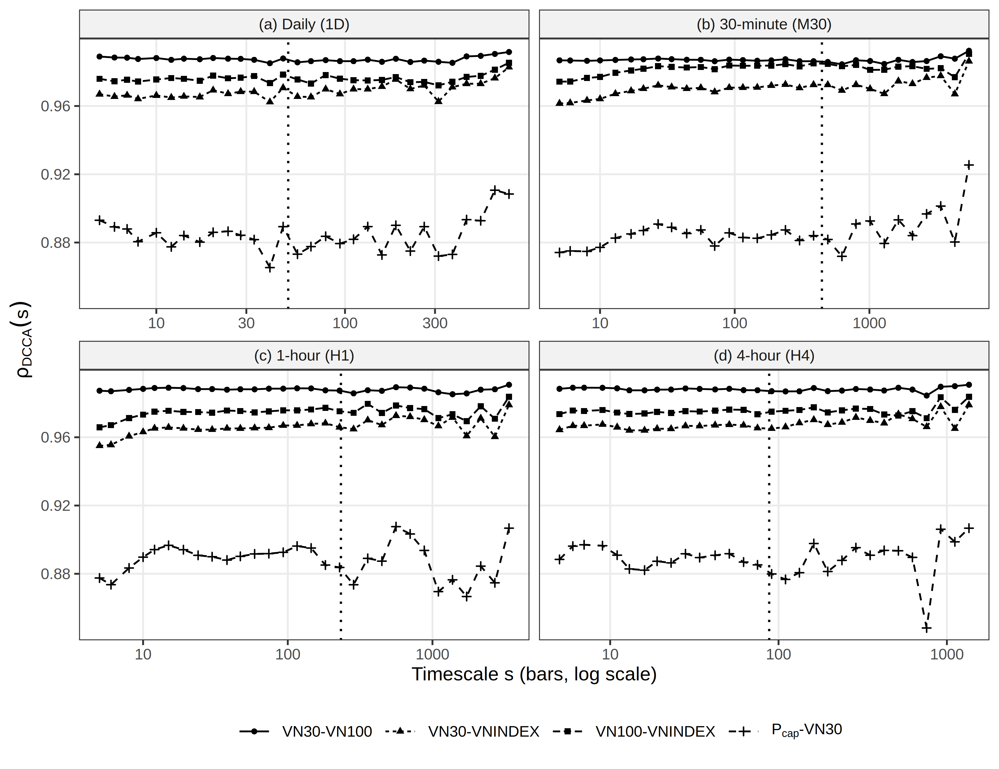 (a) Daily (1D)
(b) 30-minute (M30)
0.96
0.92
0.88
10 30 100 300
10 100 1000
ρDCCA(s)
(c) 1-hour (H1)
(d) 4-hour (H4)
0.96
0.92
0.88
10 100 1000
10 100 1000
Timescale s (bars, log scale)
VN30-VN100 VN30-VNINDEX VN100-VNINDEX Pcap-VN30